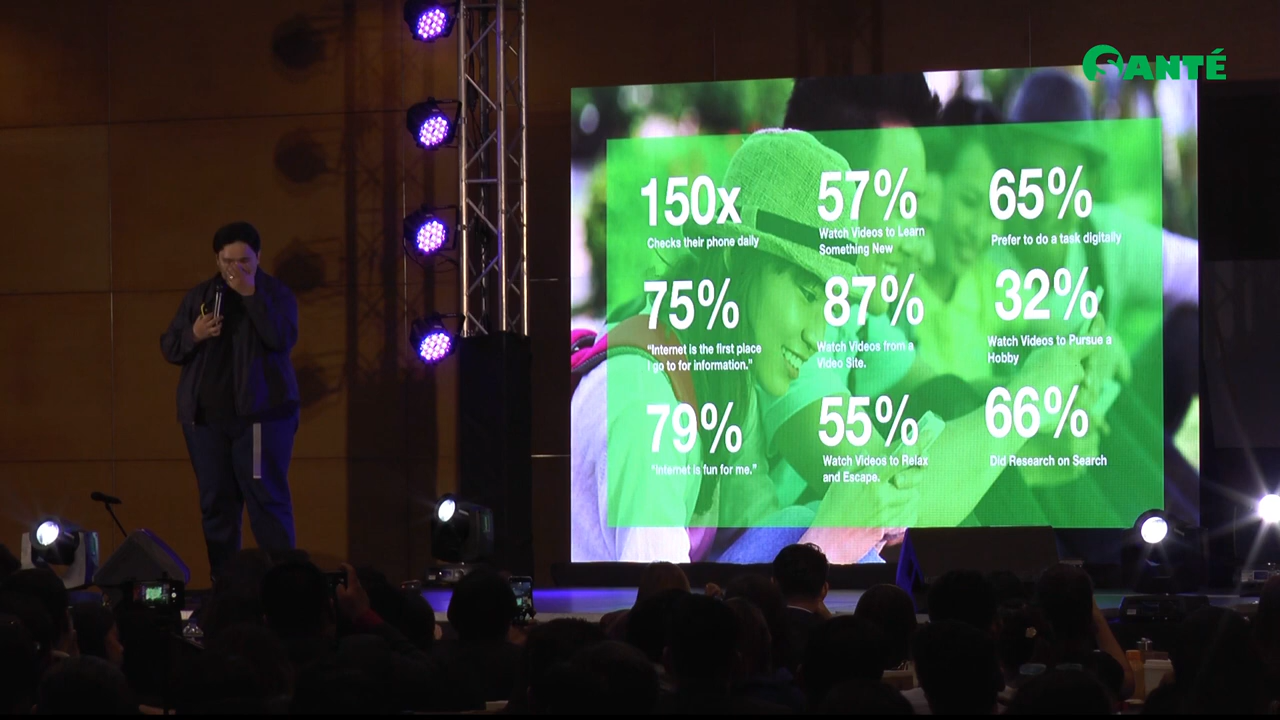 SANTÉ
150x
Checks their phone daily
57%
Watch Videos to Learn
Something New
65%
Prefer to do a task digitally
75%
"Internet is the first place
I go to for information."
87%
Watch Videos from a
Video Site.
32%
Watch Videos to Pursue a
Hobby
79%
"Internet is fun for me."
55%
Watch Videos to Relax
and Escape.
66%
Did Research on Search